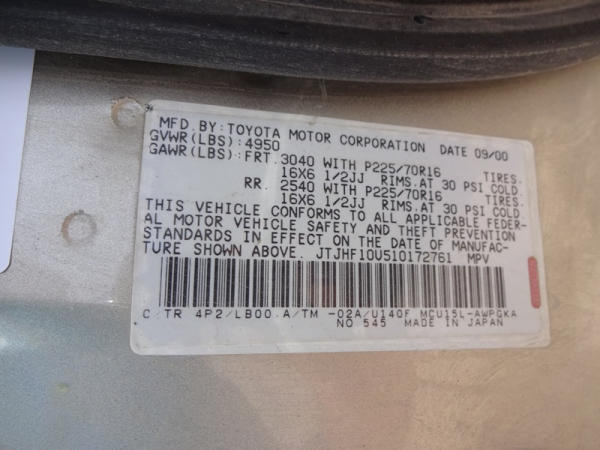 MFD. BY: TOYOTA MOTOR CORPORATION DATE 09/00
GVWR(LBS): 4950
GAWR(LBS): FRT. 3040 WITH P225/70R16 TIRES.
16X6 1/2JJ RIMS.AT 30 PSI COLD.
RR. 2540 WITH P225/70R16 TIRES.
16X6 1/2JJ RIMS.AT 30 PSI COLD.
THIS VEHICLE CONFORMS TO ALL APPLICABLE FEDER-
AL MOTOR VEHICLE SAFETY AND THEFT PREVENTION
STANDARDS IN EFFECT ON THE DATE OF MANUFAC-
TURE SHOWN ABOVE. JTJHF10U510172761 MPV
C/TR 4P2/LB00 A/TM -02A/U140F MCU15L-AWPGKA
NO 545 MADE IN JAPAN